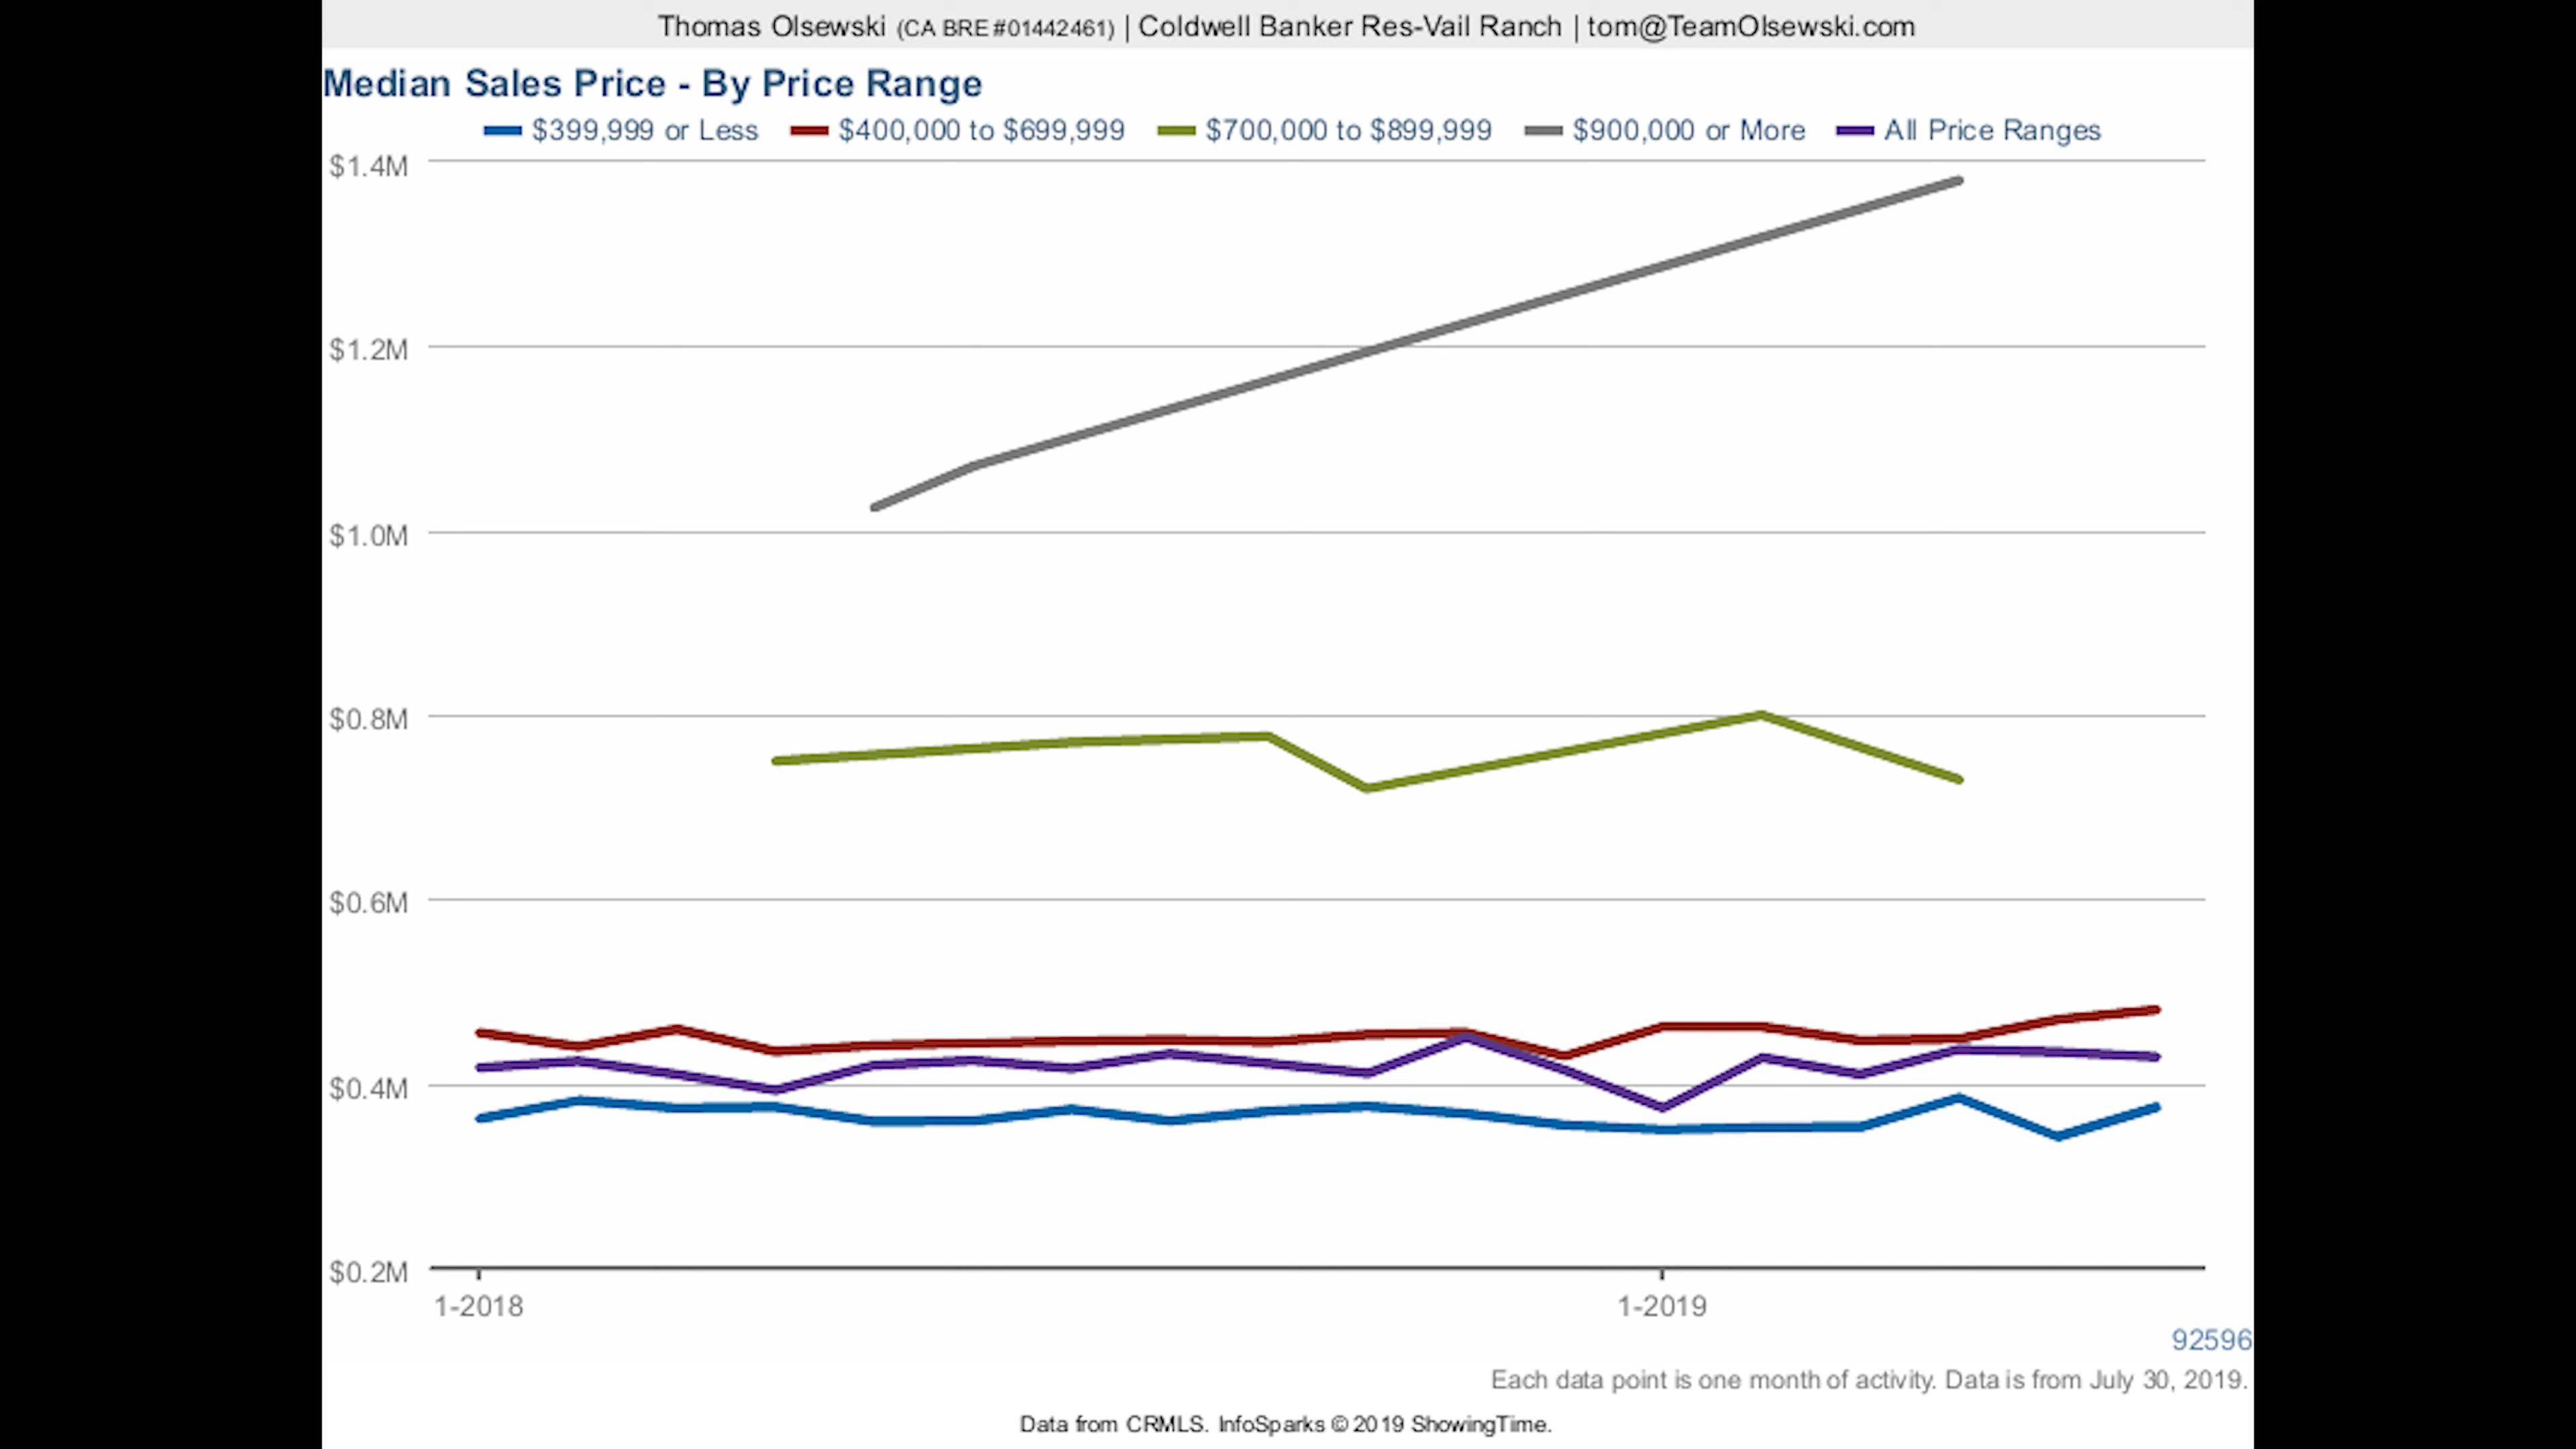 Thomas Olsewski (CA BRE #01442461) | Coldwell Banker Res-Vail Ranch | tom@TeamOlsewski.com
Median Sales Price - By Price Range
$399,999 or Less $400,000 to $699,999 $700,000 to $899,999 $900,000 or More All Price Ranges
$1.4M
$1.2M
$1.0M
$0.8M
$0.6M
$0.4M
$0.2M
1-2018 1-2019
92596
Each data point is one month of activity. Data is from July 30, 2019.
Data from CRMLS. InfoSparks © 2019 ShowingTime.